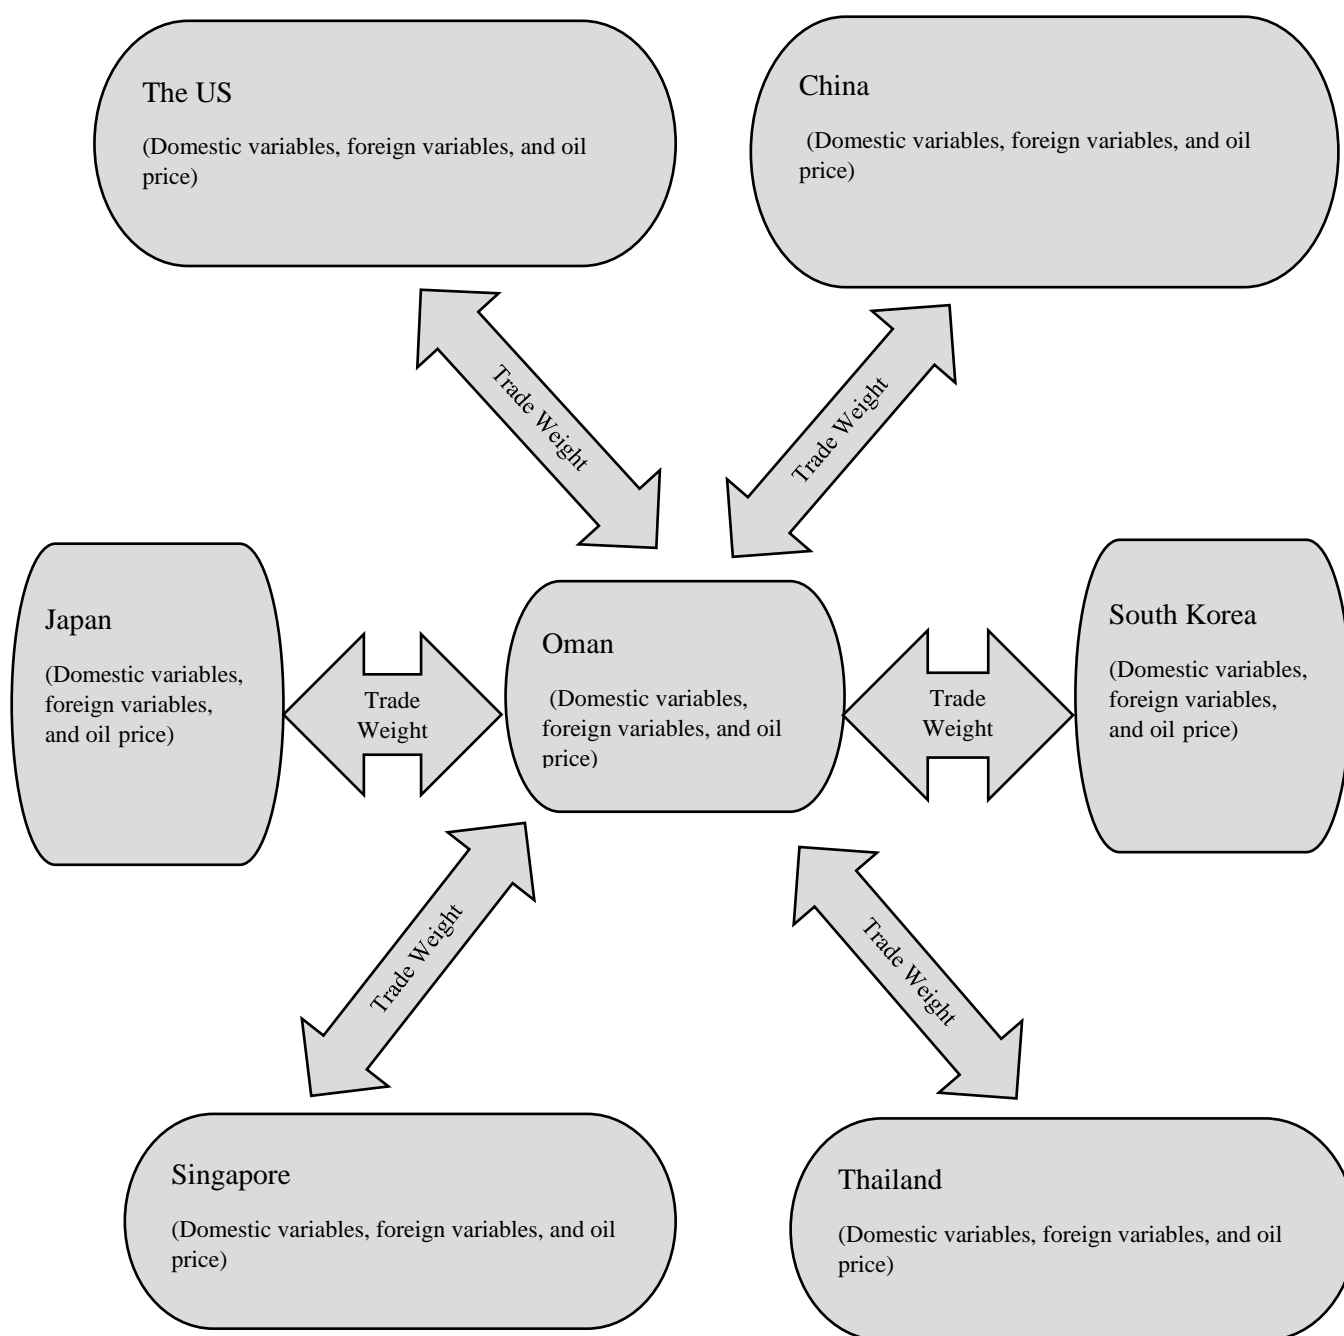 The US
(Domestic variables, foreign variables, and oil
price)
China
(Domestic variables, foreign variables, and oil
price)
Trade Weight
Trade Weight
Japan
(Domestic variables,
foreign variables,
and oil price)
Trade
Weight
Oman
(Domestic variables,
foreign variables, and oil
price)
Trade
Weight
South Korea
(Domestic variables,
foreign variables,
and oil price)
Trade Weight
Trade Weight
Singapore
(Domestic variables, foreign variables, and oil
price)
Thailand
(Domestic variables, foreign variables, and oil
price)